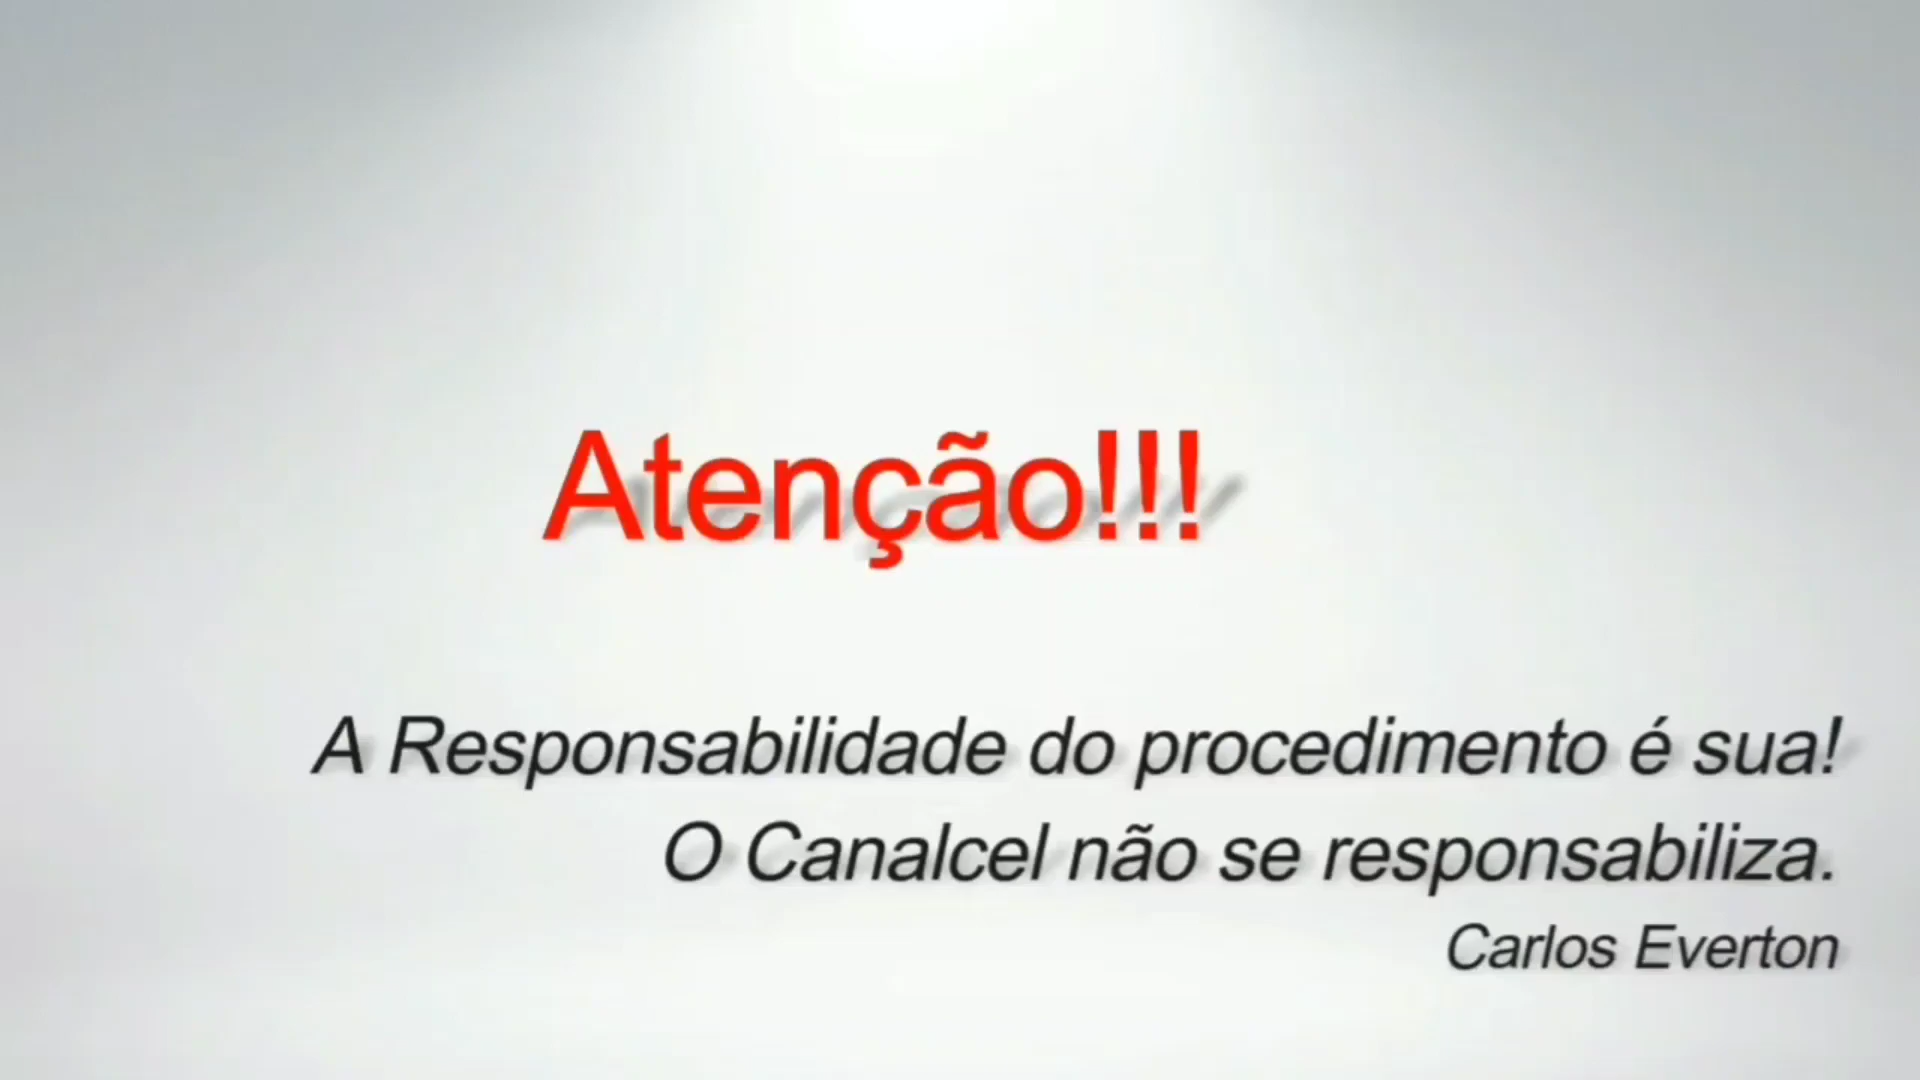 Atenção!!!
A Responsabilidade do procedimento é sua!
O Canalcel não se responsabiliza.
Carlos Everton